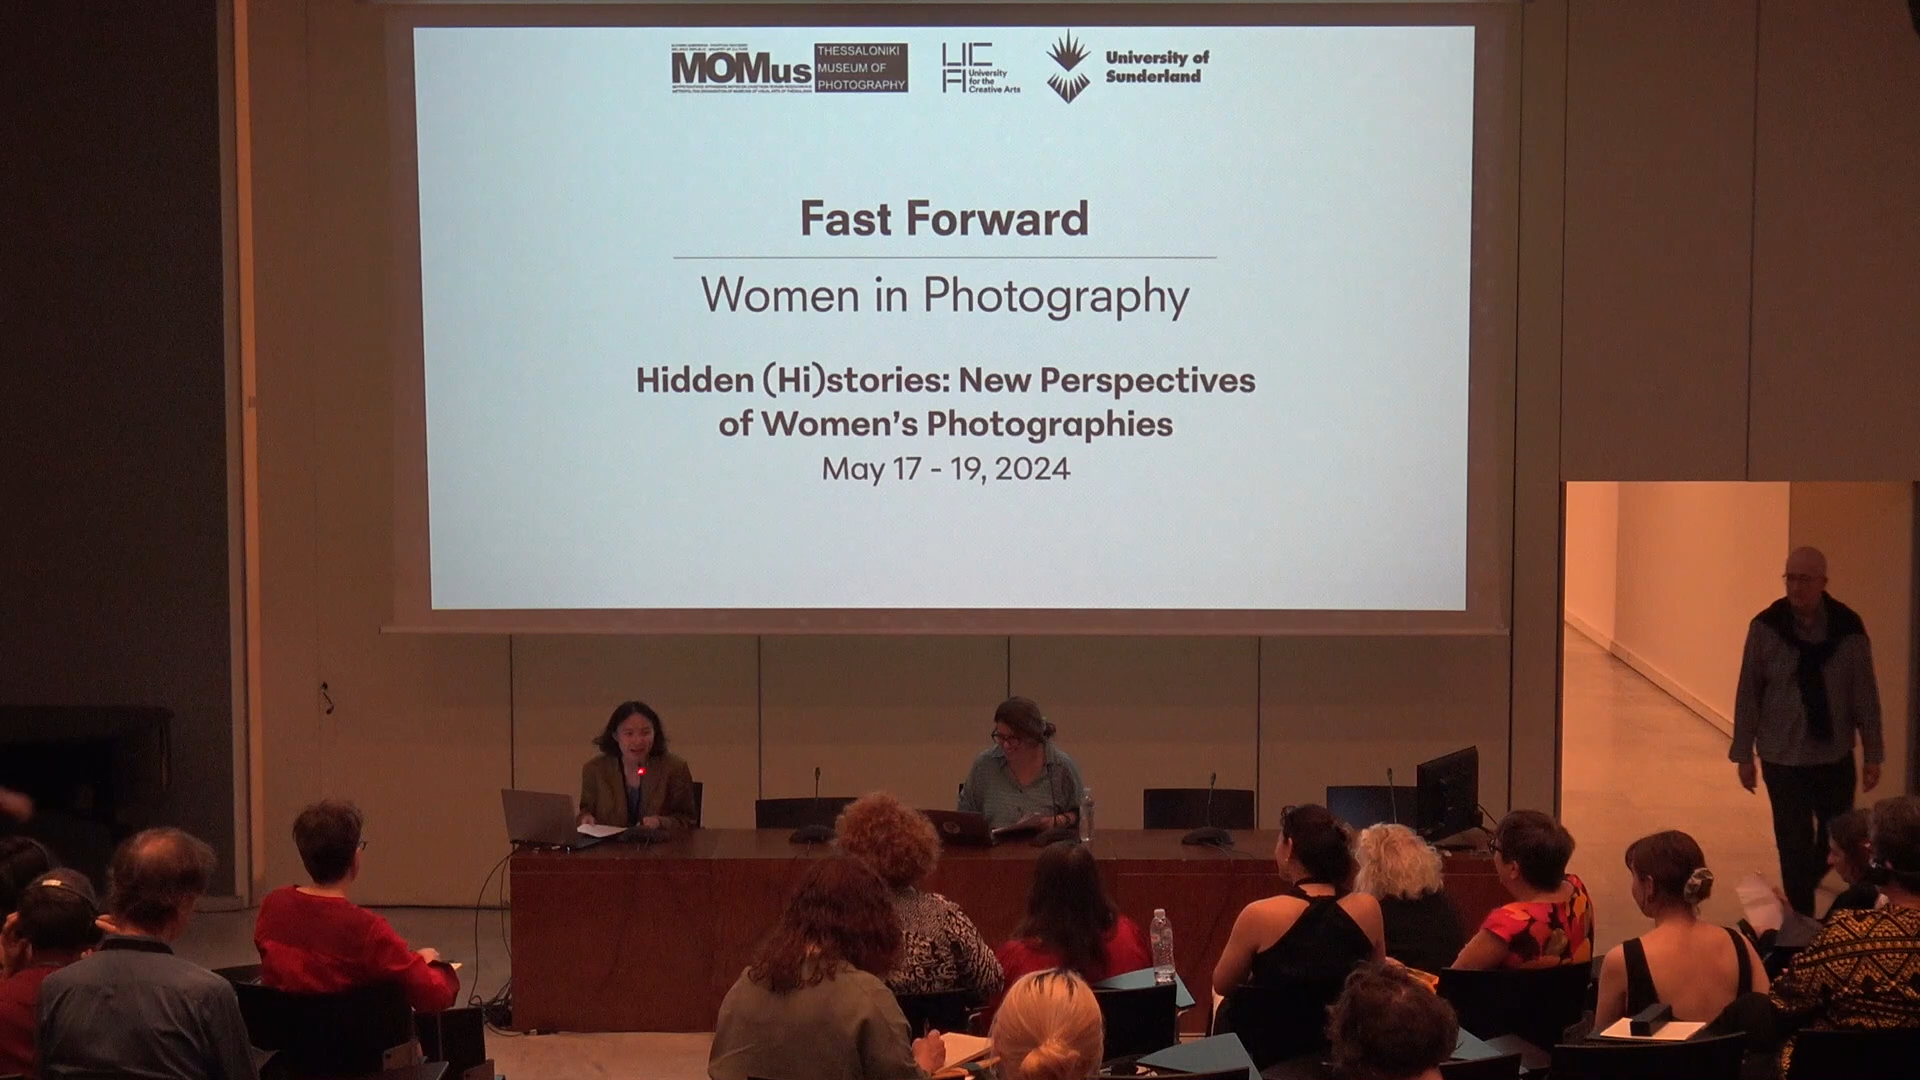 MOMus
THESSALONIKI
MUSEUM OF
PHOTOGRAPHY
UCA
University
for the
Creative Arts
University of
Sunderland
Fast Forward
Women in Photography
Hidden (Hi)stories: New Perspectives
of Women's Photographies
May 17 - 19, 2024